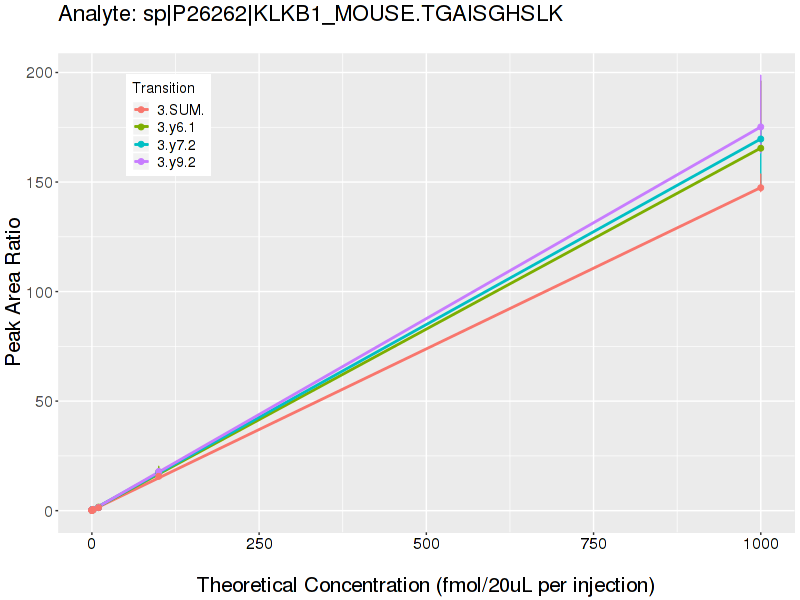 Analyte: sp|P26262|KLKB1_MOUSE.TGAISGHSLK
200
150
100
50
0
Peak Area Ratio
Transition
3.SUM.
3.y6.1
3.y7.2
3.y9.2
0 250 500 750 1000
Theoretical Concentration (fmol/20uL per injection)